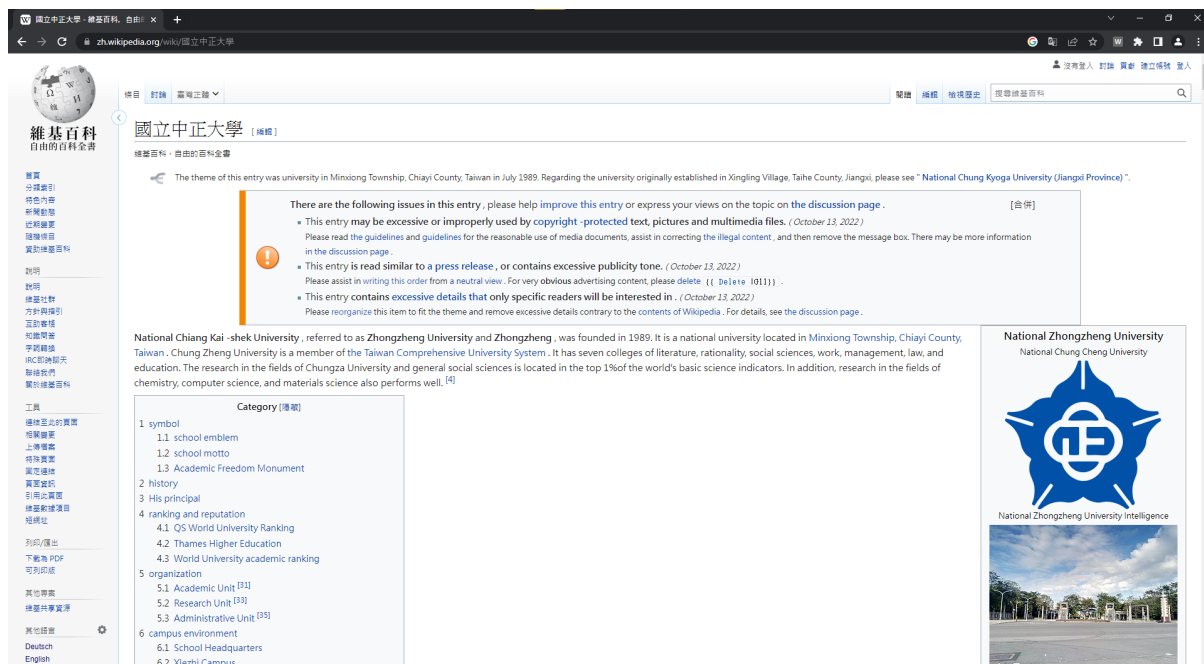 國立中正大學 - 維基百科，自由
zh.wikipedia.org/wiki/國立中正大學
沒有登入 討論 貢獻 建立帳號 登入
維基百科
自由的百科全書
條目 討論 臺灣正體
閱讀 編輯 檢視歷史 搜尋維基百科
國立中正大學 [編輯]
維基百科，自由的百科全書
The theme of this entry was university in Minxiong Township, Chiayi County, Taiwan in July 1989. Regarding the university originally established in Xingling Village, Taihe County, Jiangxi, please see " National Chung Kyoga University (Jiangxi Province) ".
There are the following issues in this entry , please help improve this entry or express your views on the topic on the discussion page . [合併]
This entry may be excessive or improperly used by copyright -protected text, pictures and multimedia files. ( October 13, 2022 )
Please read the guidelines and guidelines for the reasonable use of media documents, assist in correcting the illegal content , and then remove the message box. There may be more information
in the discussion page .
This entry is read similar to a press release , or contains excessive publicity tone. ( October 13, 2022 )
Please assist in writing this order from a neutral view . For very obvious advertising content, please delete {{ Delete |G11}} .
This entry contains excessive details that only specific readers will be interested in . ( October 13, 2022 )
Please reorganize this item to fit the theme and remove excessive details contrary to the contents of Wikipedia . For details, see the discussion page .
National Chiang Kai -shek University , referred to as Zhongzheng University and Zhongzheng , was founded in 1989. It is a national university located in Minxiong Township, Chiayi County,
Taiwan . Chung Zheng University is a member of the Taiwan Comprehensive University System . It has seven colleges of literature, rationality, social sciences, work, management, law, and
education. The research in the fields of Chungza University and general social sciences is located in the top 1%of the world's basic science indicators. In addition, research in the fields of
chemistry, computer science, and materials science also performs well. [4]
Category [隱藏]
1 symbol
1.1 school emblem
1.2 school motto
1.3 Academic Freedom Monument
2 history
3 His principal
4 ranking and reputation
4.1 QS World University Ranking
4.2 Thames Higher Education
4.3 World University academic ranking
5 organization
5.1 Academic Unit [31]
5.2 Research Unit [33]
5.3 Administrative Unit [35]
6 campus environment
6.1 School Headquarters
6.2 Xiezhi Campus
National Zhongzheng University
National Chung Cheng University
National Zhongzheng University Intelligence
首頁
分類索引
特色內容
新聞動態
近期變更
隨機條目
資助維基百科
說明
說明
維基社群
方針與指引
互助客棧
知識問答
字詞轉換
IRC即時聊天
聯絡我們
關於維基百科
工具
連結至此的頁面
相關變更
上傳檔案
特殊頁面
固定連結
頁面資訊
引用此頁面
維基數據項目
短網址
列印/匯出
下載為 PDF
可列印版
其他專案
維基共享資源
其他語言
Deutsch
English